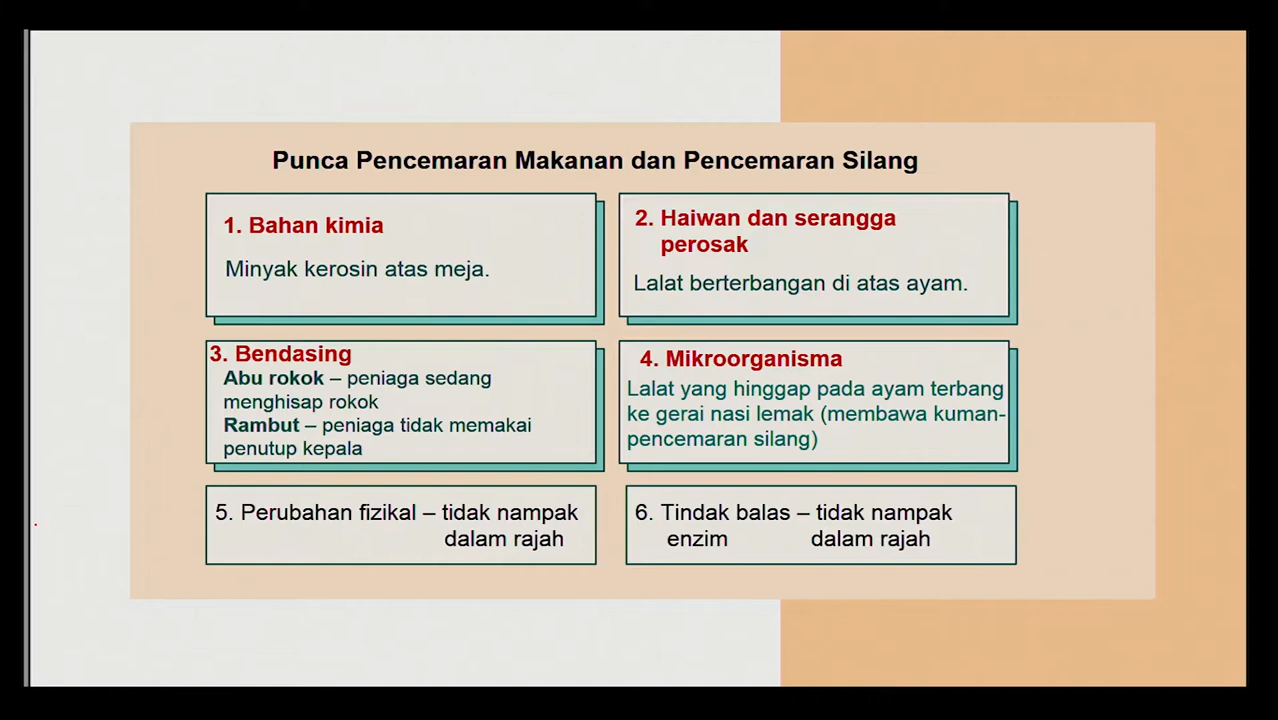 Punca Pencemaran Makanan dan Pencemaran Silang
1. Bahan kimia
Minyak kerosin atas meja.
2. Haiwan dan serangga
perosak
Lalat berterbangan di atas ayam.
3. Bendasing
Abu rokok – peniaga sedang
menghisap rokok
Rambut – peniaga tidak memakai
penutup kepala
4. Mikroorganisma
Lalat yang hinggap pada ayam terbang
ke gerai nasi lemak (membawa kuman-
pencemaran silang)
5. Perubahan fizikal – tidak nampak
dalam rajah
6. Tindak balas – tidak nampak
enzim dalam rajah